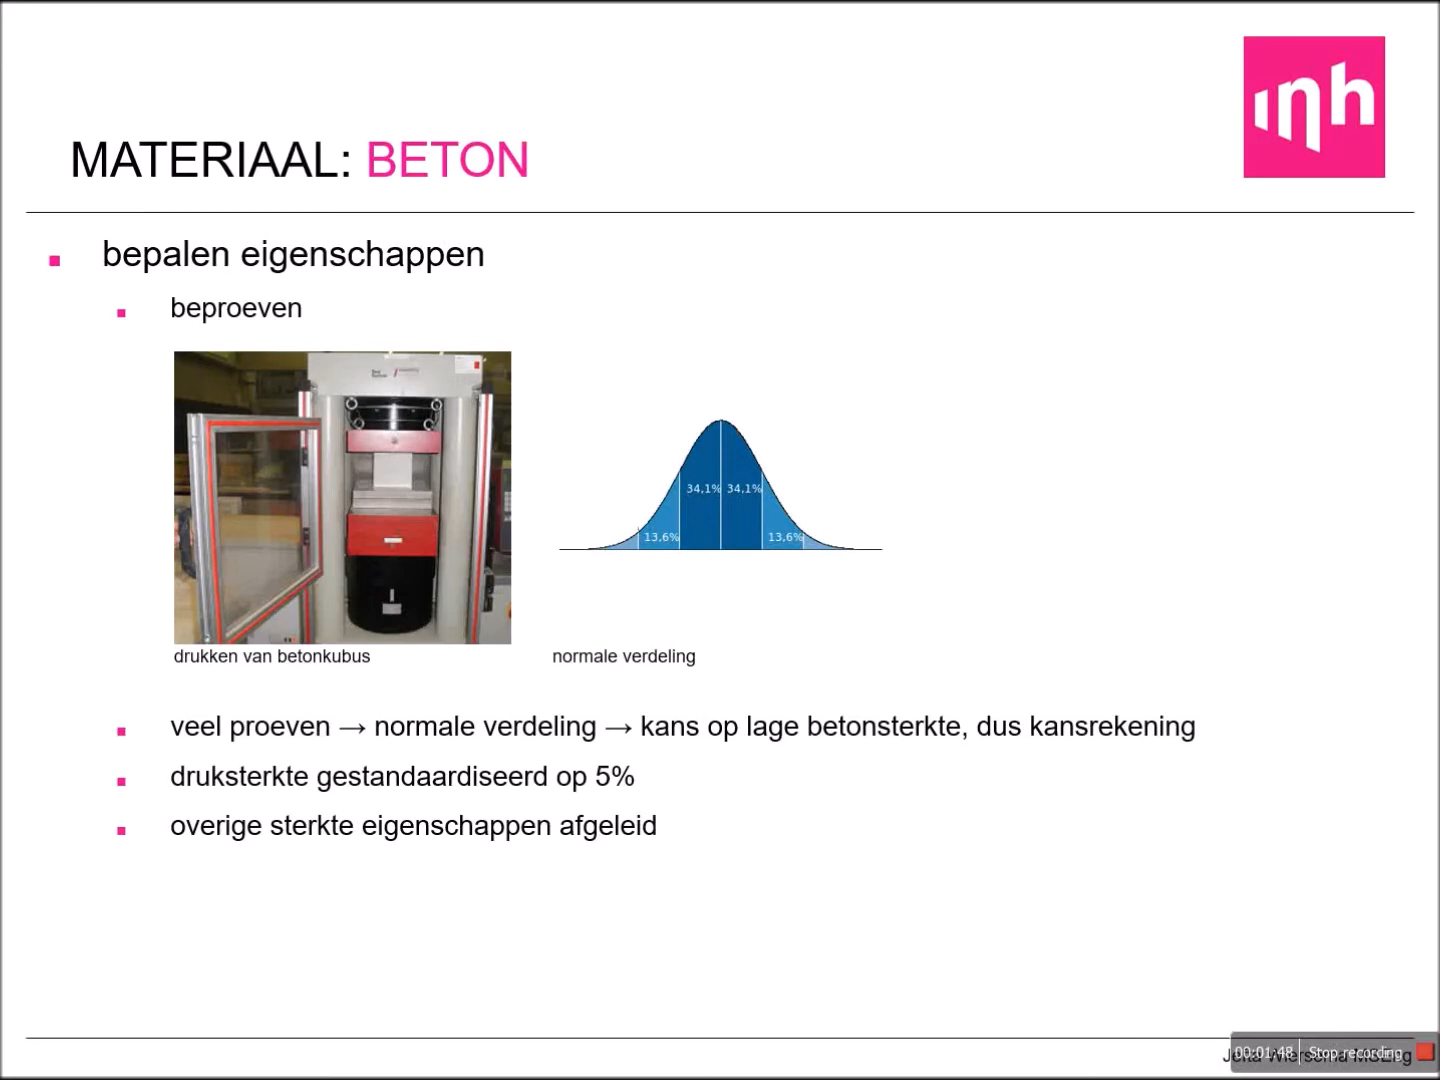 inh
MATERIAAL: BETON
bepalen eigenschappen
beproeven
34,1% 34,1%
13,6% 13,6%
drukken van betonkubus
normale verdeling
veel proeven → normale verdeling → kans op lage betonsterkte, dus kansrekening
druksterkte gestandaardiseerd op 5%
overige sterkte eigenschappen afgeleid
00:01:48 Stop recording